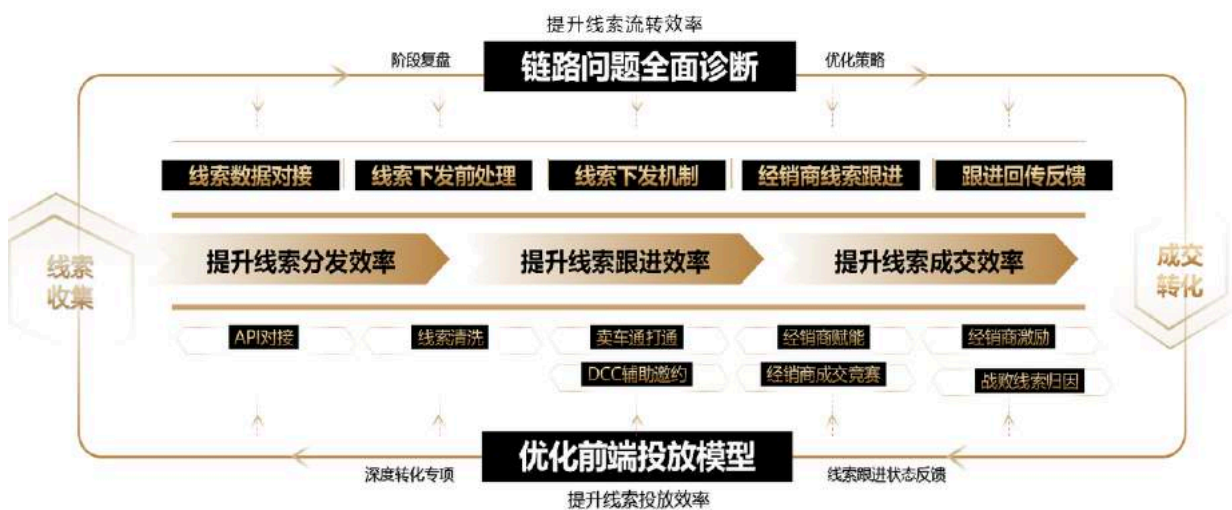 提升线索流转效率
阶段复盘
链路问题全面诊断
优化策略
线索数据对接
线索下发前处理
线索下发机制
经销商线索跟进
跟进回传反馈
线索
收集
提升线索分发效率
提升线索跟进效率
提升线索成交效率
成交
转化
API对接
线索清洗
卖车通打通
经销商赋能
经销商激励
DCC辅助邀约
经销商成交竞赛
战败线索归因
深度转化专项
优化前端投放模型
线索跟进状态反馈
提升线索投放效率